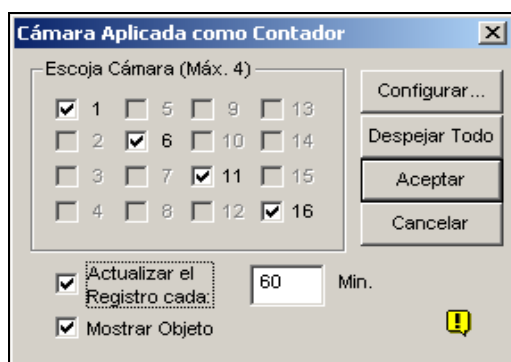 Cámara Aplicada como Contador
Escoja Cámara (Máx. 4)
1 5 9 13
2 6 10 14
3 7 11 15
4 8 12 16
Configurar...
Despejar Todo
Aceptar
Cancelar
Actualizar el
Registro cada: 60 Min.
Mostrar Objeto